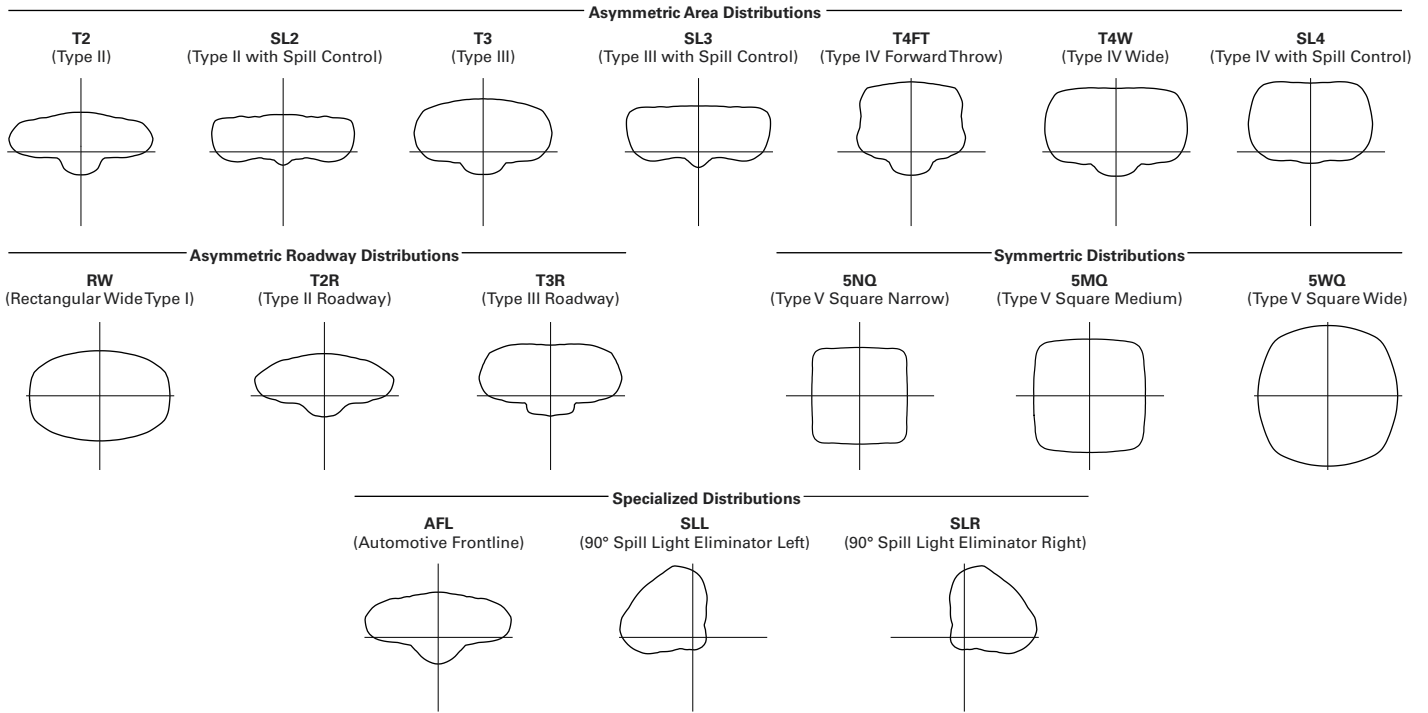 Asymmetric Area Distributions
T2
(Type II)
SL2
(Type II with Spill Control)
T3
(Type III)
SL3
(Type III with Spill Control)
T4FT
(Type IV Forward Throw)
T4W
(Type IV Wide)
SL4
(Type IV with Spill Control)
Asymmetric Roadway Distributions
RW
(Rectangular Wide Type I)
T2R
(Type II Roadway)
T3R
(Type III Roadway)
Symmertric Distributions
5NQ
(Type V Square Narrow)
5MQ
(Type V Square Medium)
5WQ
(Type V Square Wide)
Specialized Distributions
AFL
(Automotive Frontline)
SLL
(90° Spill Light Eliminator Left)
SLR
(90° Spill Light Eliminator Right)